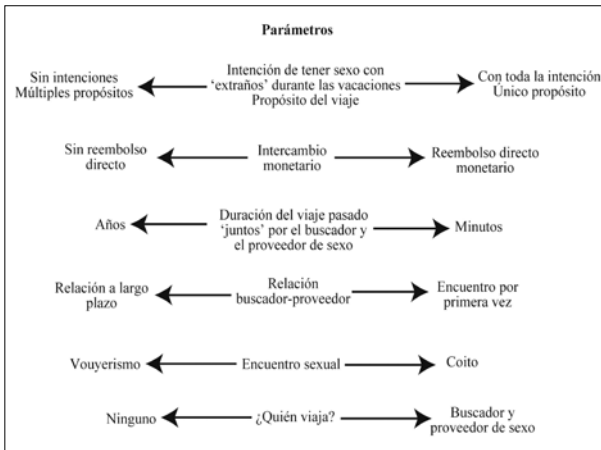 Parámetros
Sin intenciones
Múltiples propósitos
Intención de tener sexo con
‘extraños’ durante las vacaciones
Propósito del viaje
Con toda la intención
Único propósito
Sin reembolso
directo
Intercambio
monetario
Reembolso directo
monetario
Años
Duración del viaje pasado
‘juntos’ por el buscador y
el proveedor de sexo
Minutos
Relación a largo
plazo
Relación
buscador-proveedor
Encuentro por
primera vez
Vouyerismo
Encuentro sexual
Coito
Ninguno
¿Quién viaja?
Buscador y
proveedor de sexo